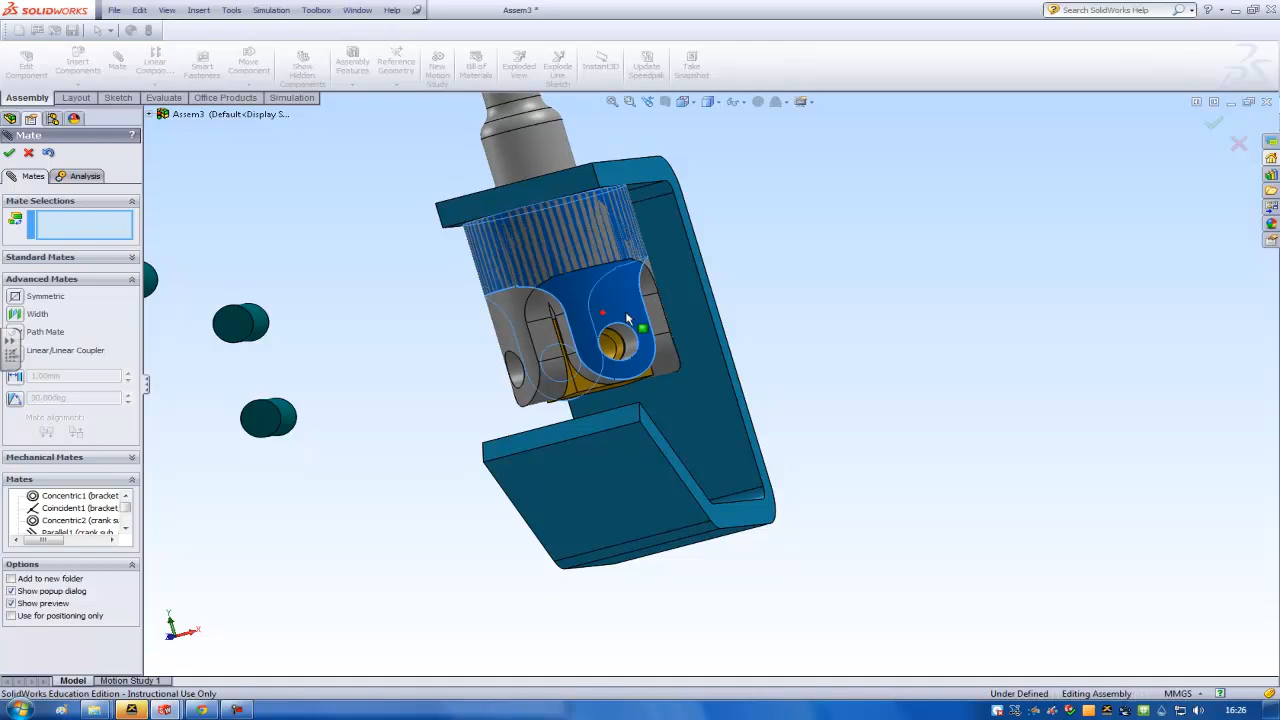 SOLIDWORKS File Edit View Insert Tools Simulation Toolbox Window Help Assem3 * Search SolidWorks Help
Edit Component
Insert Components
Mate
Linear Compon...
Smart Fasteners
Move Component
Show Hidden Components
Assembly Features
Reference Geometry
New Motion Study
Bill of Materials
Exploded View
Explode Line Sketch
Instant3D
Update Speedpak
Take Snapshot
Assembly Layout Sketch Evaluate Office Products Simulation
Assem3 (Default<Display S...
Mate ?
Mates Analysis
Mate Selections
Standard Mates
Advanced Mates
Symmetric
Width
Path Mate
Linear/Linear Coupler
1.00mm
30.00deg
Mate alignment:
Mechanical Mates
Mates
Concentric1 (bracket
Coincident1 (bracket
Concentric2 (crank su
Parallel1 (crank sub
Options
Add to new folder
Show popup dialog
Show preview
Use for positioning only
Y
X
Z
Model Motion Study 1
SolidWorks Education Edition - Instructional Use Only Under Defined Editing Assembly MMGS
16:26